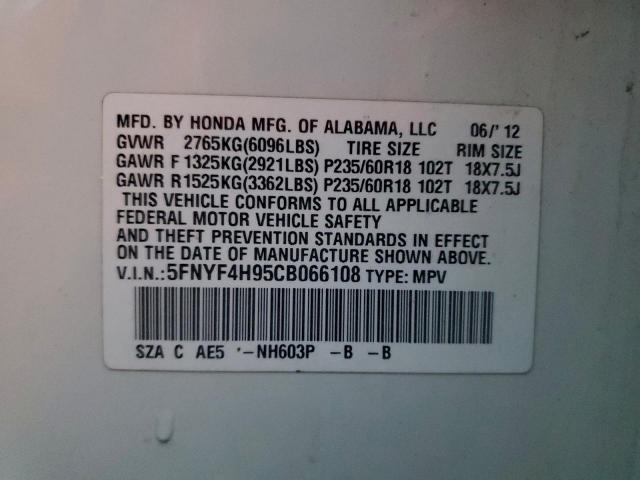 MFD. BY HONDA MFG. OF ALABAMA, LLC 06/' 12
GVWR 2765KG(6096LBS) TIRE SIZE RIM SIZE
GAWR F 1325KG(2921LBS) P235/60R18 102T 18X7.5J
GAWR R 1525KG(3362LBS) P235/60R18 102T 18X7.5J
THIS VEHICLE CONFORMS TO ALL APPLICABLE
FEDERAL MOTOR VEHICLE SAFETY
AND THEFT PREVENTION STANDARDS IN EFFECT
ON THE DATE OF MANUFACTURE SHOWN ABOVE.
V.I.N.:5FNYF4H95CB066108 TYPE: MPV
SZA C AE5 *-NH603P -B -B